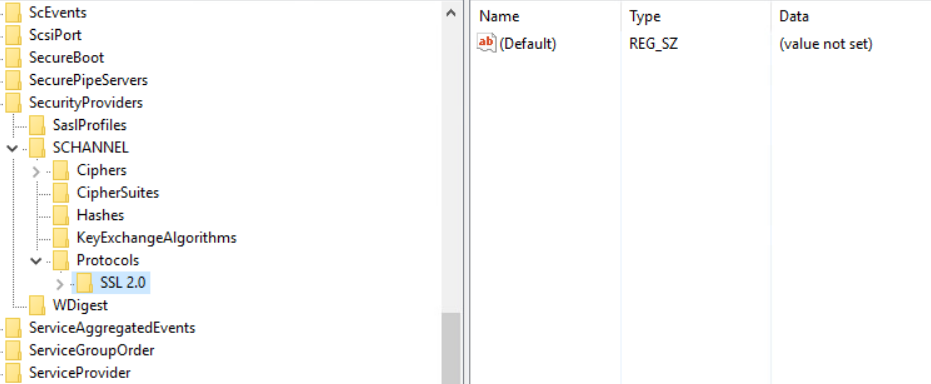 ScEvents
ScsiPort
SecureBoot
SecurePipeServers
SecurityProviders
SaslProfiles
SCHANNEL
Ciphers
CipherSuites
Hashes
KeyExchangeAlgorithms
Protocols
SSL 2.0
WDigest
ServiceAggregatedEvents
ServiceGroupOrder
ServiceProvider
Name Type Data
ab (Default) REG_SZ (value not set)